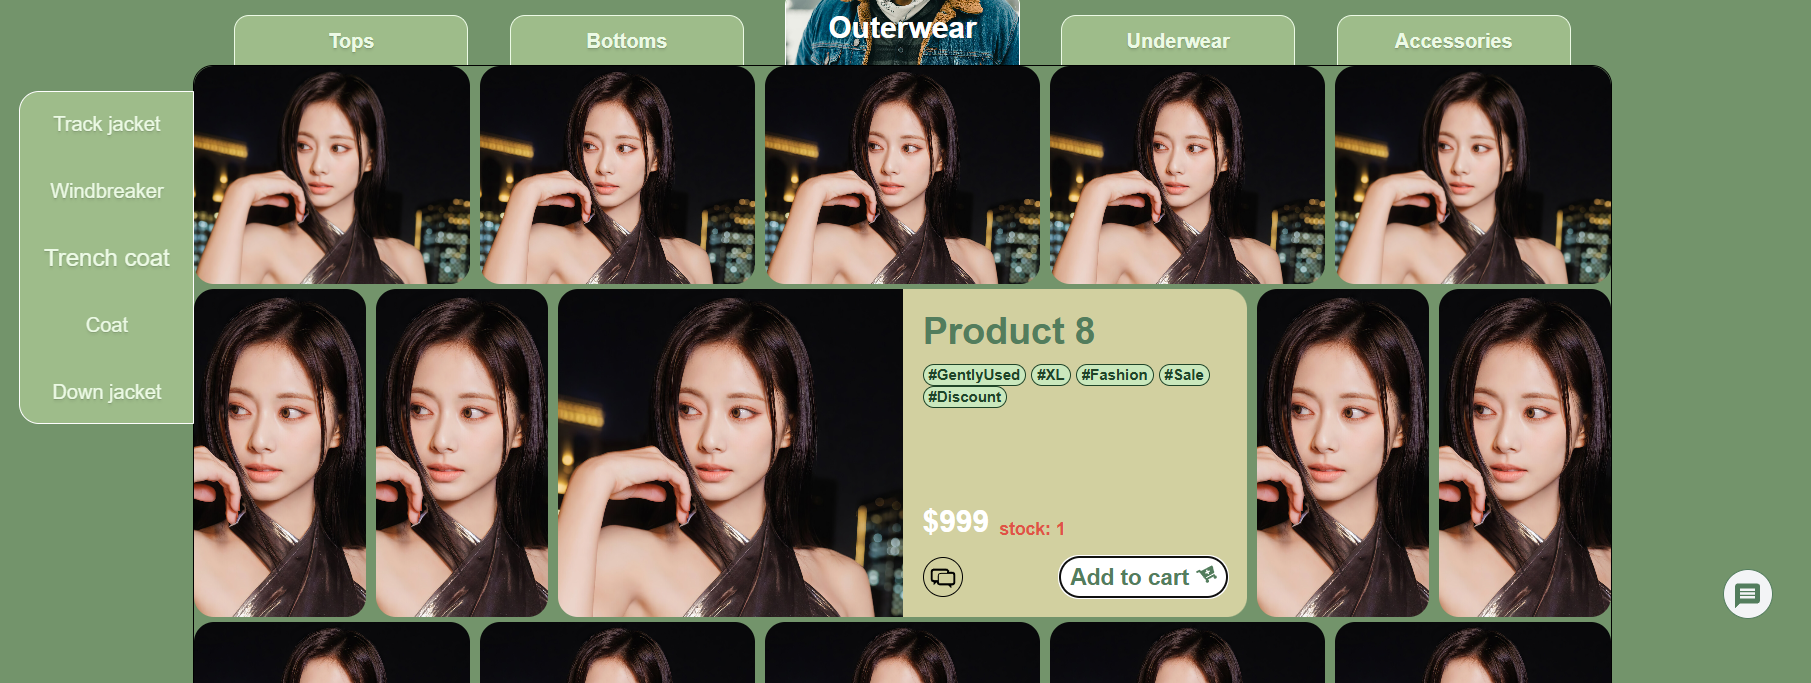 Tops
Bottoms
Outerwear
Underwear
Accessories
Track jacket
Windbreaker
Trench coat
Coat
Down jacket
Product 8
#GentlyUsed #XL #Fashion #Sale
#Discount
$999 stock: 1
Add to cart